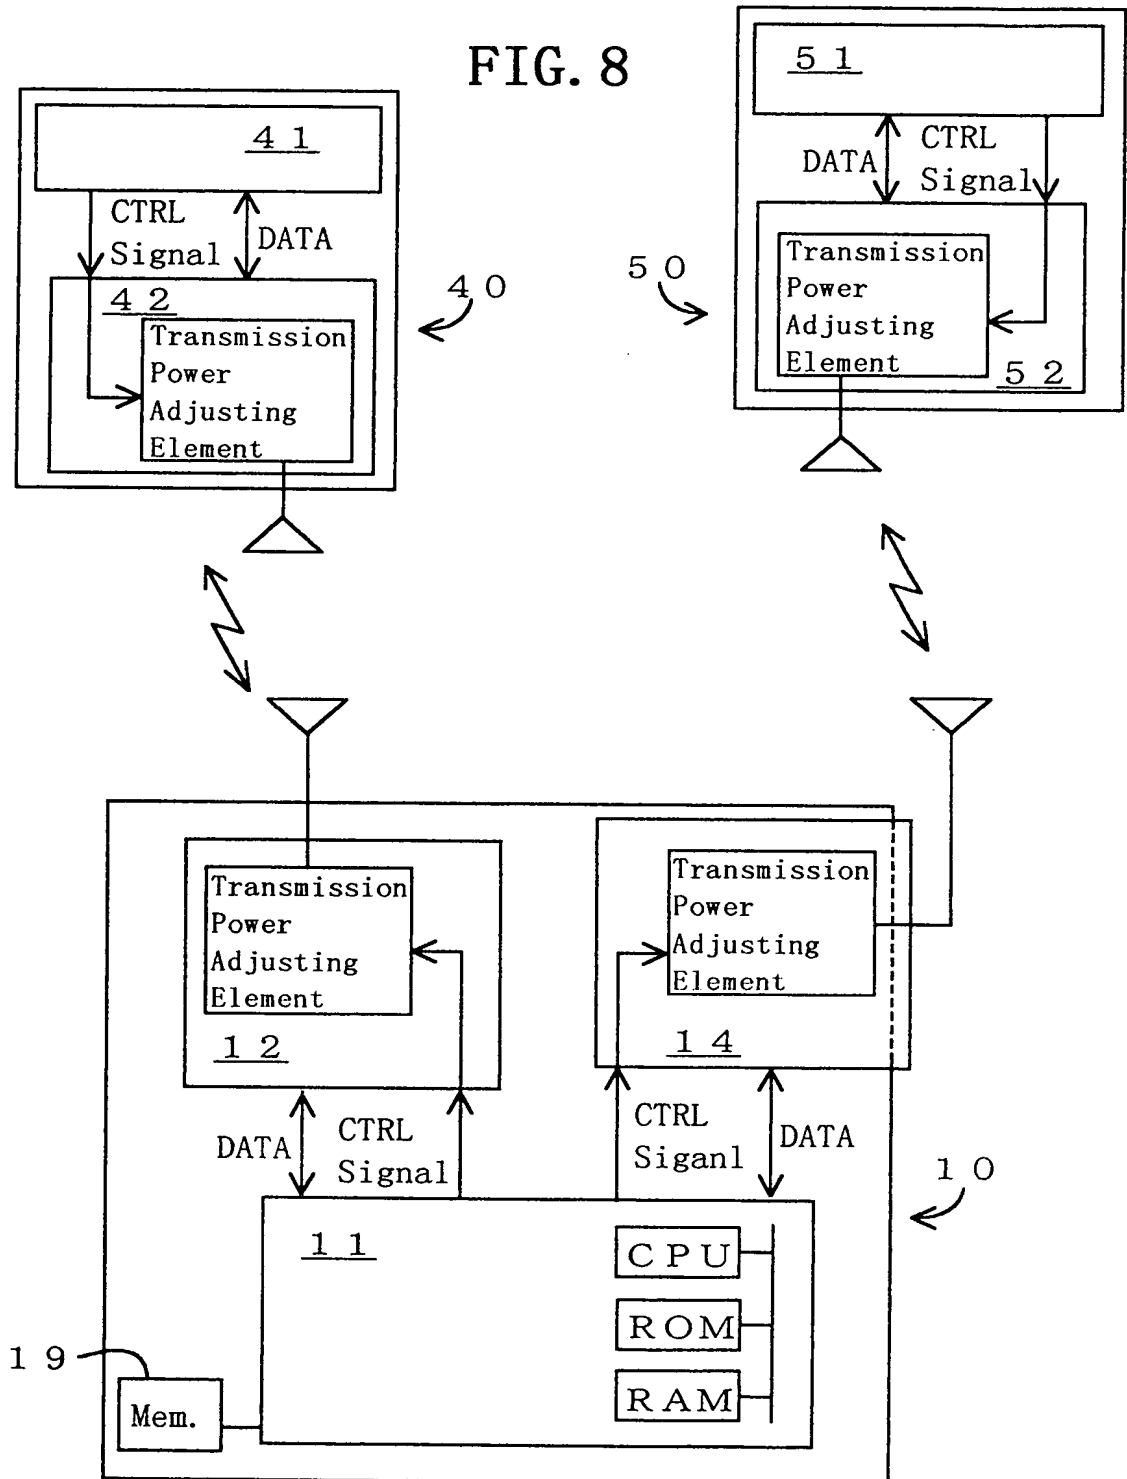 FIG. 8
41
CTRL
Signal
DATA
42
Transmission
Power
Adjusting
Element
40
51
DATA
CTRL
Signal
Transmission
Power
Adjusting
Element
52
50
Transmission
Power
Adjusting
Element
12
DATA
CTRL
Signal
Transmission
Power
Adjusting
Element
14
CTRL
Siganl
DATA
10
11
CPU
ROM
RAM
19
Mem.